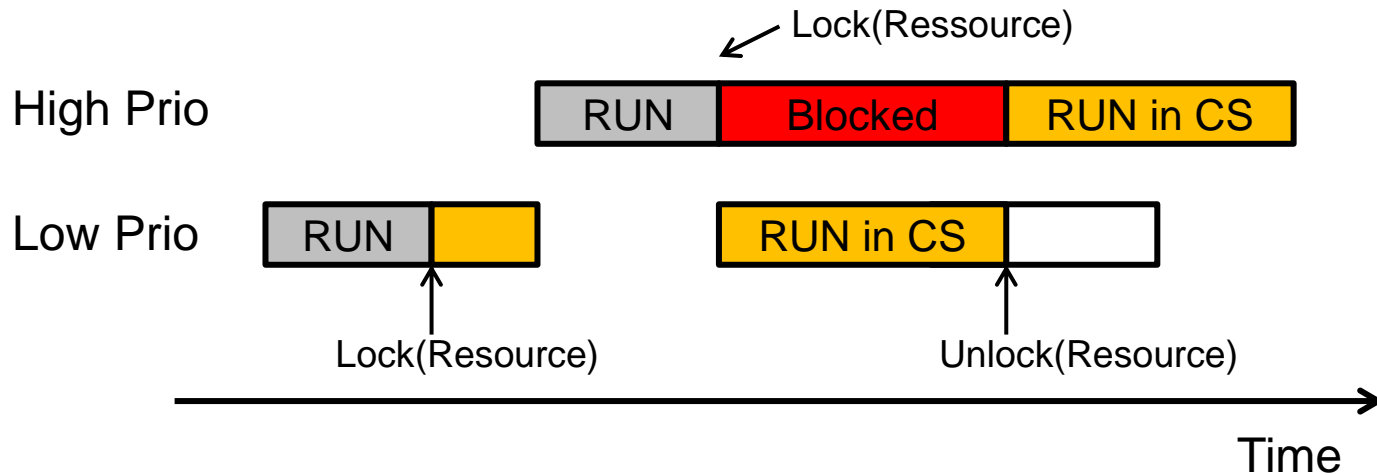 Lock(Ressource)
High Prio RUN Blocked RUN in CS
Low Prio RUN RUN in CS
Lock(Resource) Unlock(Resource)
Time